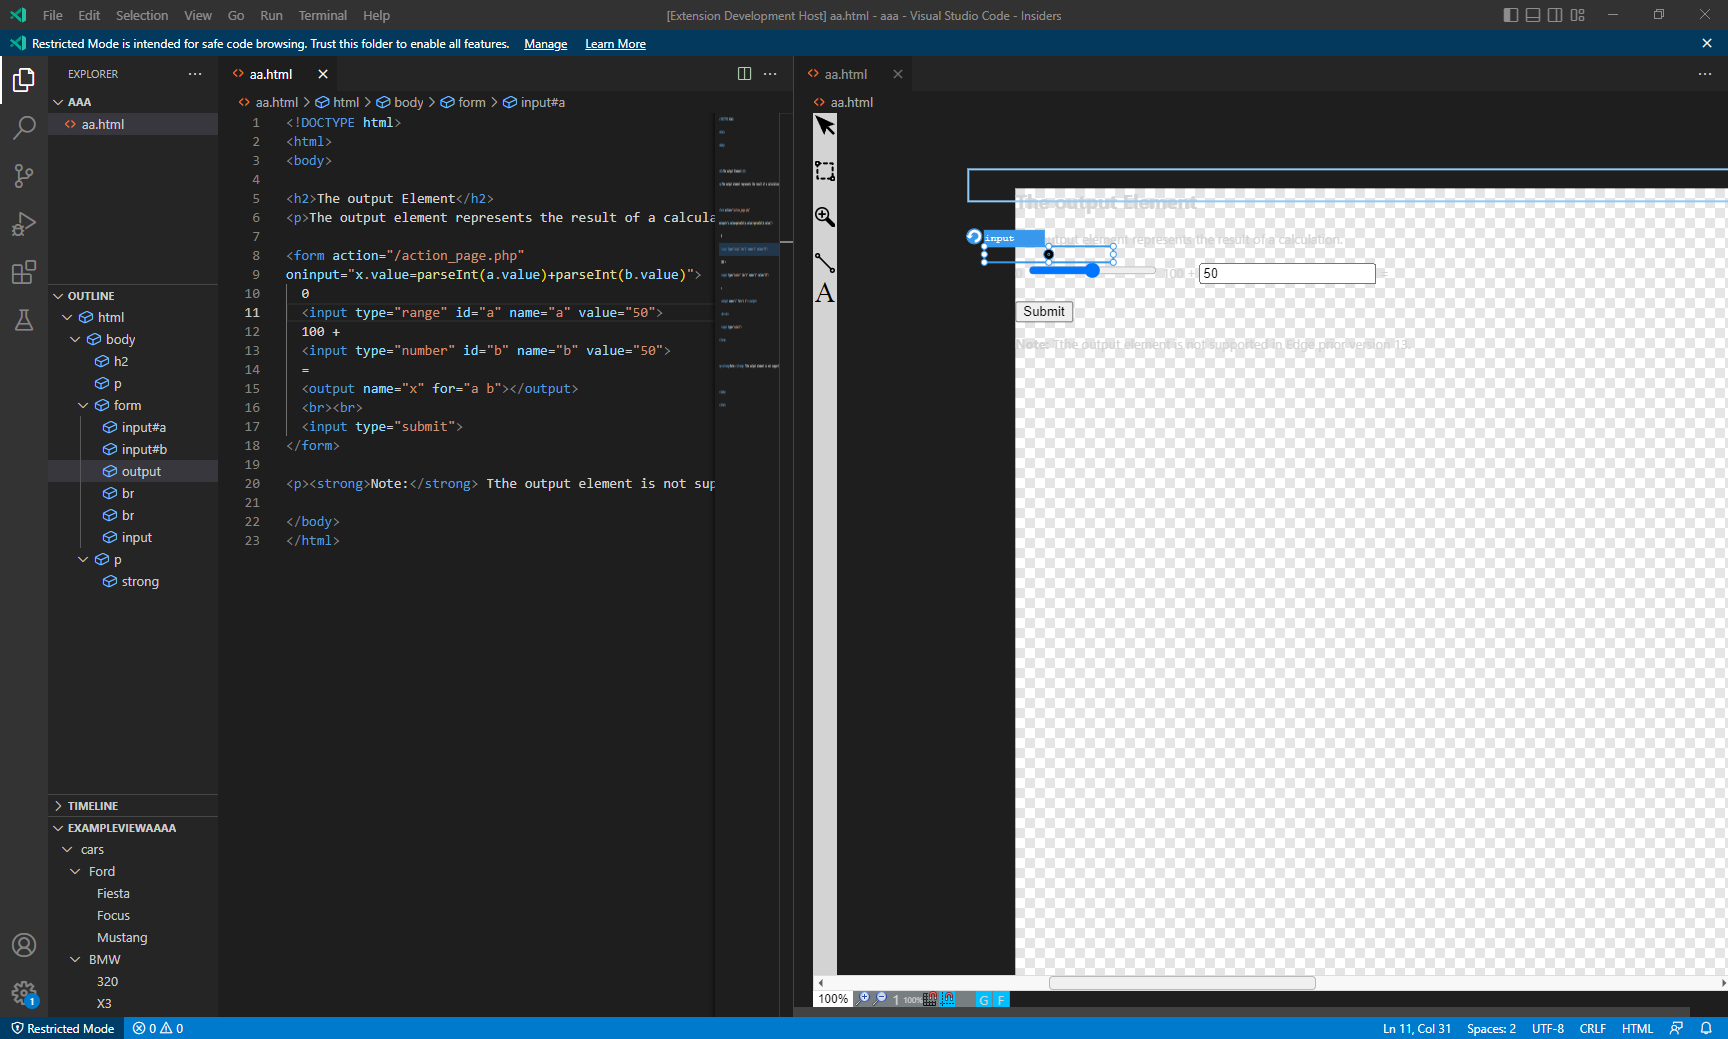 File Edit Selection View Go Run Terminal Help
[Extension Development Host] aa.html - aaa - Visual Studio Code - Insiders
Restricted Mode is intended for safe code browsing. Trust this folder to enable all features. Manage Learn More
EXPLORER
AAA
aa.html
OUTLINE
html
body
h2
p
form
input#a
input#b
output
br
br
input
p
strong
TIMELINE
EXAMPLEVIEWAAAA
cars
Ford
Fiesta
Focus
Mustang
BMW
320
X3
aa.html
aa.html > html > body > form > input#a
1 <!DOCTYPE html>
2 <html>
3 <body>
4
5 <h2>The output Element</h2>
6 <p>The output element represents the result of a calcula
7
8 <form action="/action_page.php"
9 oninput="x.value=parseInt(a.value)+parseInt(b.value)">
10 0
11 <input type="range" id="a" name="a" value="50">
12 100 +
13 <input type="number" id="b" name="b" value="50">
14 =
15 <output name="x" for="a b"></output>
16 <br><br>
17 <input type="submit">
18 </form>
19
20 <p><strong>Note:</strong> Tthe output element is not sup
21
22 </body>
23 </html>
aa.html
aa.html
A
The output Element
input
output element represents the result of a calculation.
100 + 50 =
Submit
Note: Tthe output element is not supported in Edge prior version 13.
100% 1 100% G F
1
Restricted Mode 0 0
Ln 11, Col 31 Spaces: 2 UTF-8 CRLF HTML